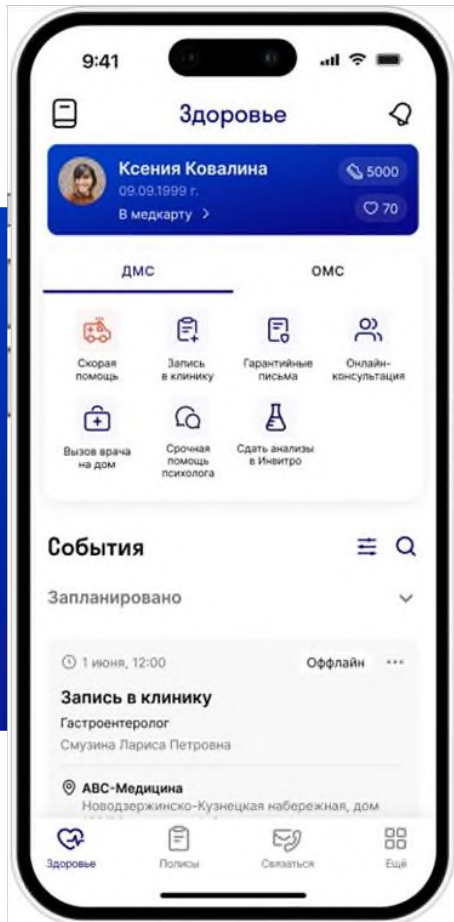 9:41
Здоровье
Ксения Ковалина
5000
09.09.1999 г.
70
В медкарту >
ДМС
ОМС
Скорая
помощь
Запись
в клинику
Гарантийные
письма
Онлайн-
консультация
Вызов врача
на дом
Срочная
помощь
психолога
Сдать анализы
в Инвитро
События
Запланировано
1 июня, 12:00
Оффлайн
Запись в клинику
Гастроентеролог
Смузина Лариса Петровна
АВС-Медицина
Новодзержинско-Кузнецкая набережная, дом
Здоровье
Полисы
Связаться
Ещё